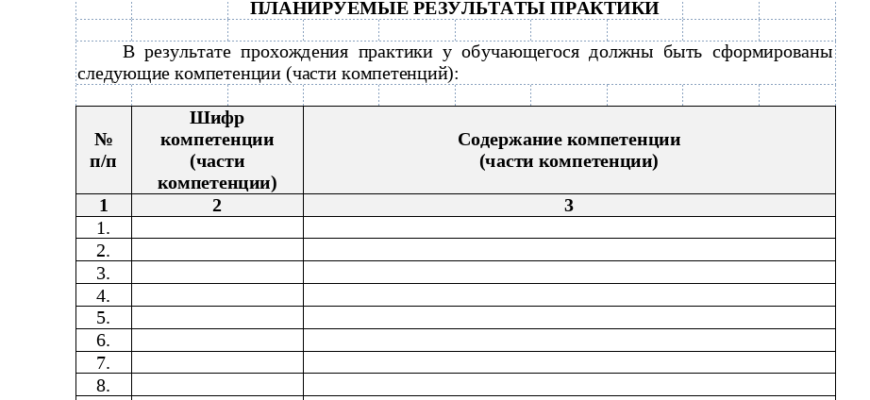 ПЛАНИРУЕМЫЕ РЕЗУЛЬТАТЫ ПРАКТИКИ
В результате прохождения практики у обучающегося должны быть сформированы
следующие компетенции (части компетенций):
№
п/п
Шифр
компетенции
(части
компетенции)
Содержание компетенции
(части компетенции)
1 2 3
1.
2.
3.
4.
5.
6.
7.
8.